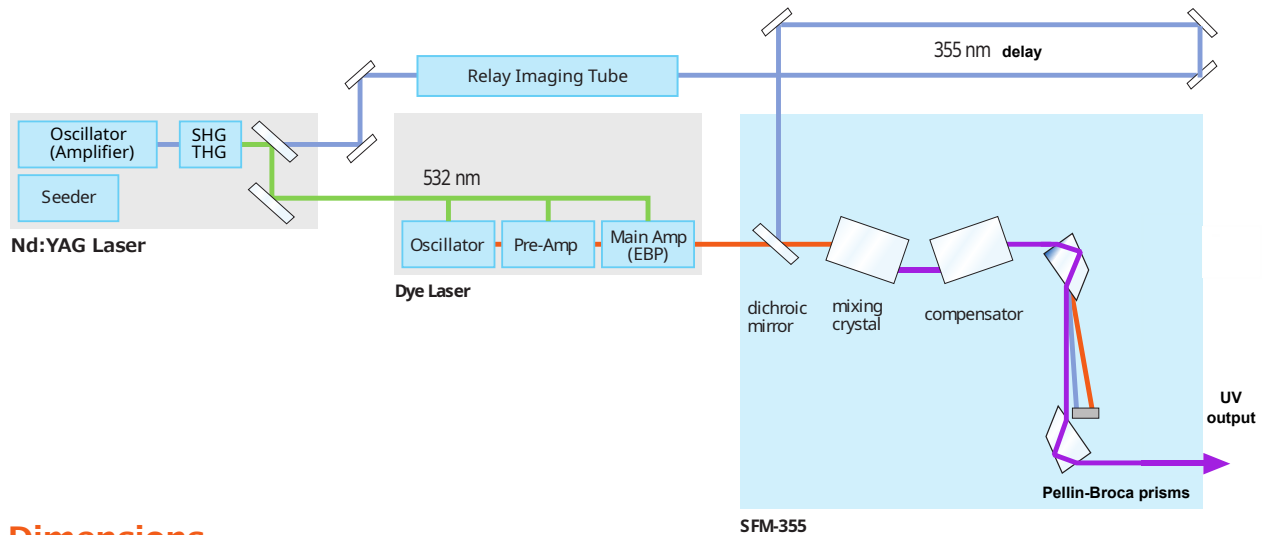 355 nm delay
Relay Imaging Tube
Oscillator
(Amplifier)
SHG
THG
Seeder
Nd:YAG Laser
532 nm
Oscillator
Pre-Amp
Main Amp
(EBP)
Dye Laser
dichroic
mirror
mixing
crystal
compensator
UV
output
Pellin-Broca prisms
SFM-355
Dimensions